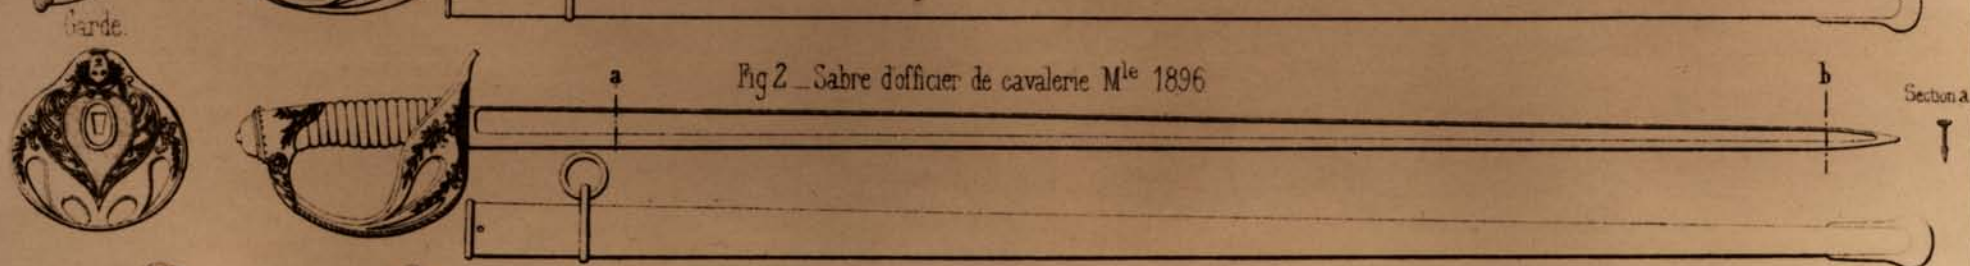 Garde.
a
Fig 2 _ Sabre d'officier de cavalerie Mle 1896
b
Section a